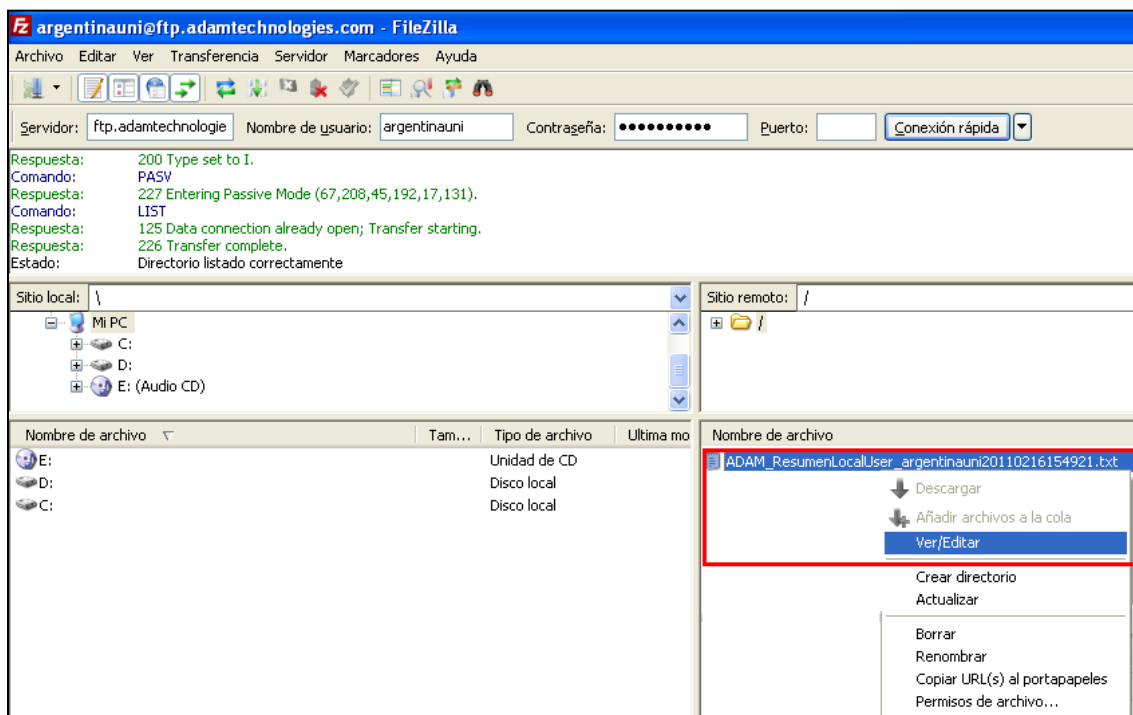 argentinauni@ftp.adamtechnologies.com - FileZilla
Archivo Editar Ver Transferencia Servidor Marcadores Ayuda
Servidor: ftp.adamtechnologie Nombre de usuario: argentinauni Contraseña: ●●●●●●●●●● Puerto: Conexión rápida
Respuesta: 200 Type set to I.
Comando: PASV
Respuesta: 227 Entering Passive Mode (67,208,45,192,17,131).
Comando: LIST
Respuesta: 125 Data connection already open; Transfer starting.
Respuesta: 226 Transfer complete.
Estado: Directorio listado correctamente
Sitio local: \
Mi PC
C:
D:
E: (Audio CD)
Sitio remoto: /
/
Nombre de archivo Tam... Tipo de archivo Ultima mo
E: Unidad de CD
D: Disco local
C: Disco local
Nombre de archivo
ADAM_ResumenLocalUser_argentinauni20110216154921.txt
Descargar
Añadir archivos a la cola
Ver/Editar
Crear directorio
Actualizar
Borrar
Renombrar
Copiar URL(s) al portapapeles
Permisos de archivo...